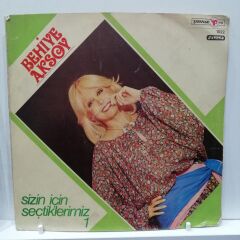 BEHİYE
AKSOY
sizin için
seçtiklerimiz
1